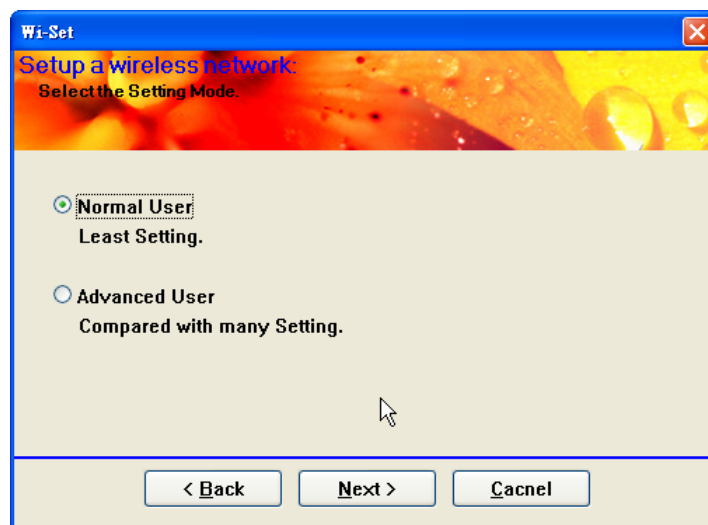 Wi-Set
Setup a wireless network:
Select the Setting Mode.
Normal User
Least Setting.
Advanced User
Compared with many Setting.
< Back
Next >
Cacnel